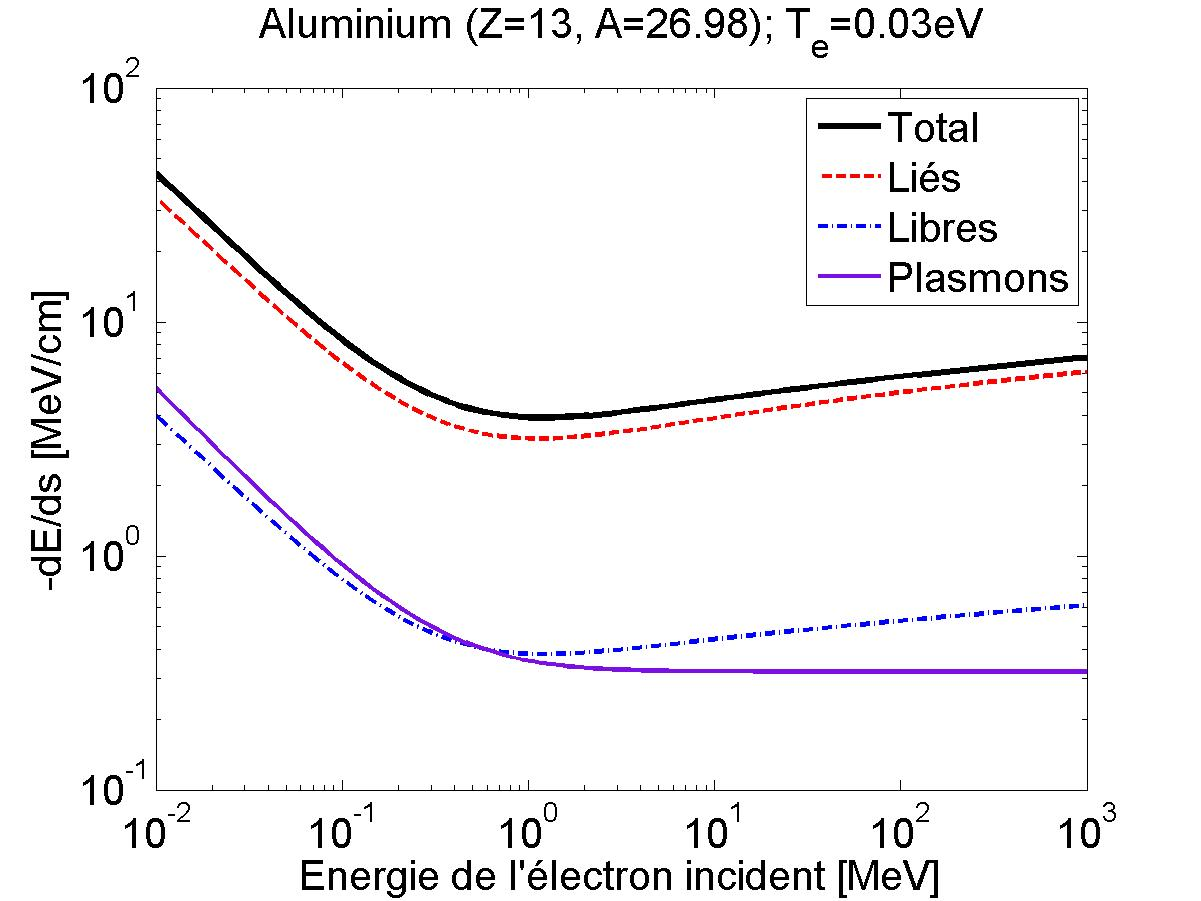 Aluminium (Z=13, A=26.98); T_e=0.03eV
Total
Liés
Libres
Plasmons
-dE/ds [MeV/cm]
10^2
10^1
10^0
10^-1
10^-2 10^-1 10^0 10^1 10^2 10^3
Energie de l'électron incident [MeV]